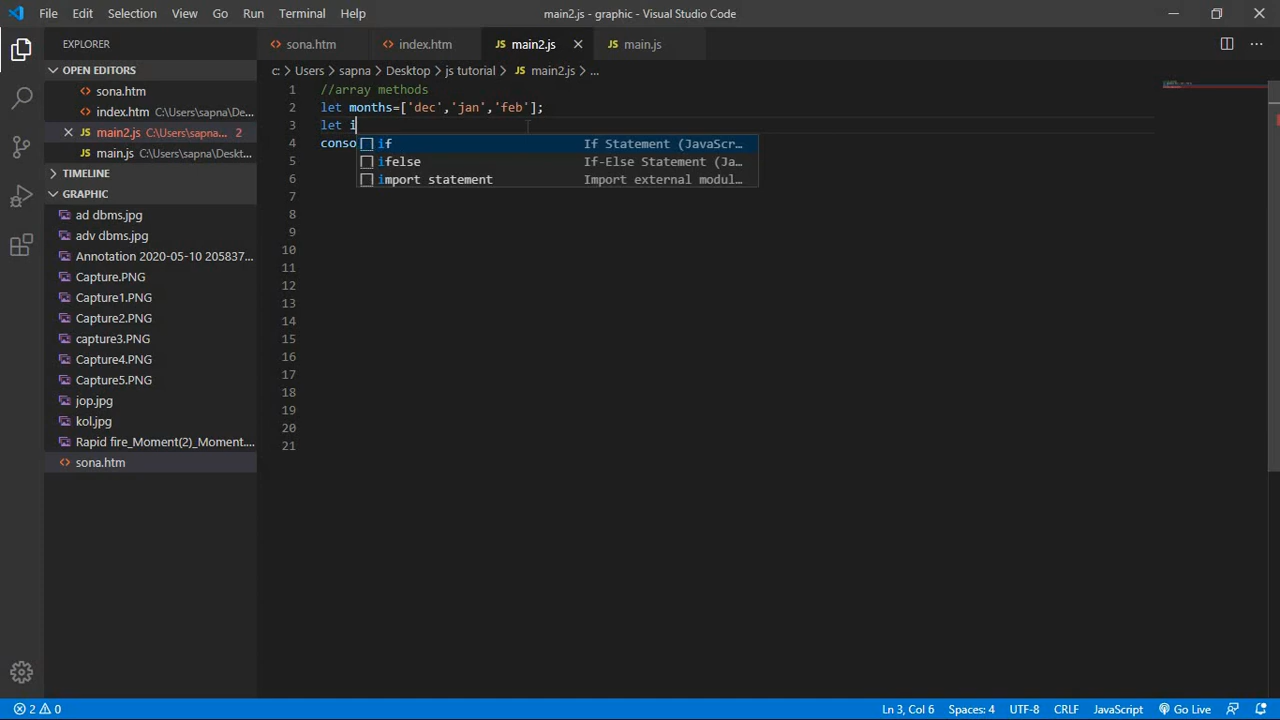 File Edit Selection View Go Run Terminal Help main2.js - graphic - Visual Studio Code
EXPLORER
sona.htm index.htm JS main2.js JS main.js
OPEN EDITORS
sona.htm
index.htm C:\Users\sapna\De...
JS main2.js C:\Users\sapna... 2
JS main.js C:\Users\sapna\Deskt...
TIMELINE
GRAPHIC
ad dbms.jpg
adv dbms.jpg
Annotation 2020-05-10 205837...
Capture.PNG
Capture1.PNG
Capture2.PNG
capture3.PNG
Capture4.PNG
Capture5.PNG
jop.jpg
kol.jpg
Rapid fire_Moment(2)_Moment....
sona.htm
c: > Users > sapna > Desktop > js tutorial > JS main2.js > ...
1 //array methods
2 let months=['dec','jan','feb'];
3 let i
4 conso
if If Statement (JavaScr...
5
ifelse If-Else Statement (Ja...
6
import statement Import external modul...
7
8
9
10
11
12
13
14
15
16
17
18
19
20
21
2 0 Ln 3, Col 6 Spaces: 4 UTF-8 CRLF JavaScript Go Live